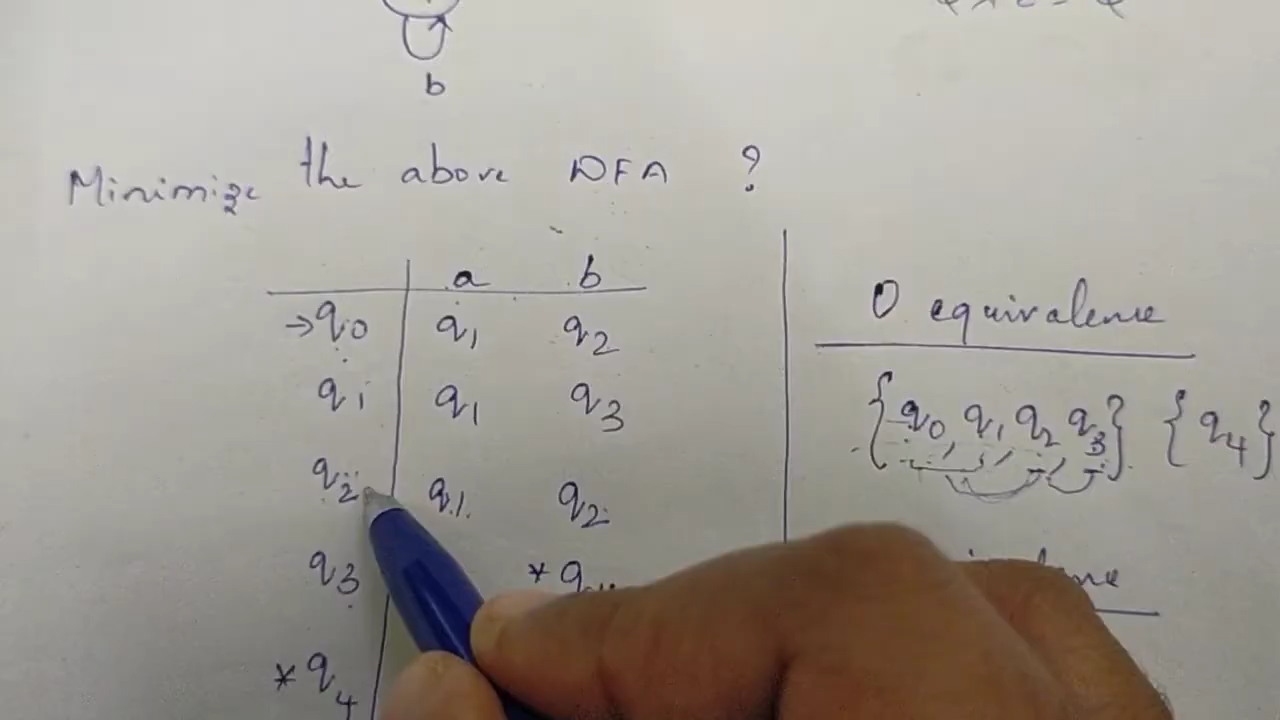 b
Minimize the above DFA ?
a b
→q0 q1 q2
q1 q1 q3
q2 q1 q2
q3 *q
*q4
0 equivalence
{q0, q1, q2 q3} {q4}